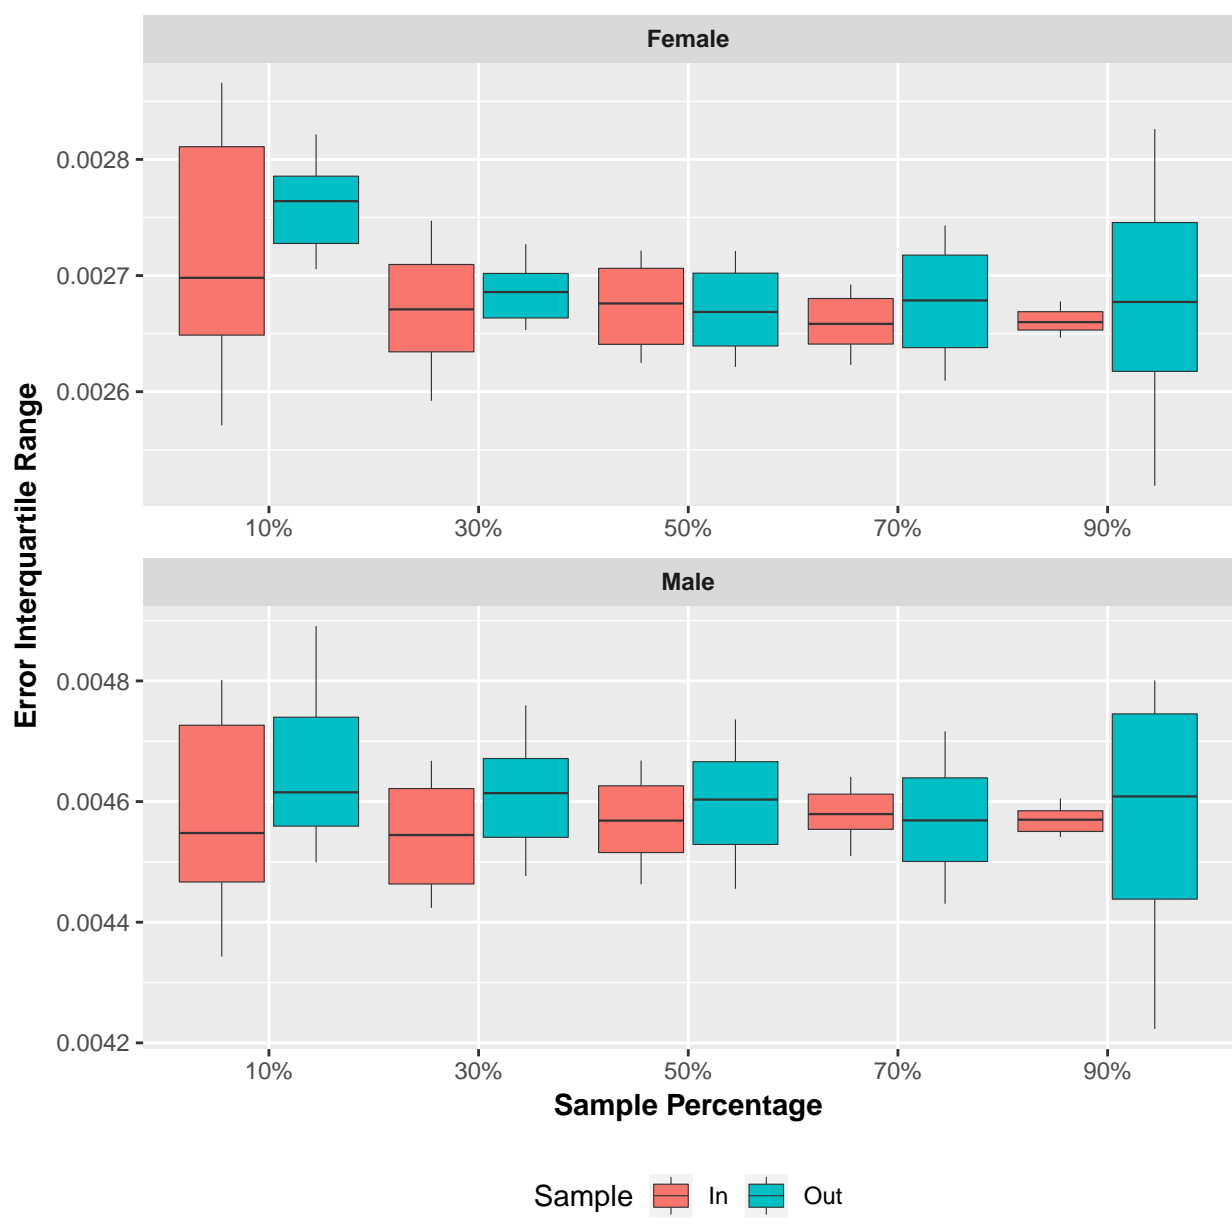 Female
0.0028
0.0027
0.0026
10% 30% 50% 70% 90%
Error Interquartile Range
Male
0.0048
0.0046
0.0044
0.0042
10% 30% 50% 70% 90%
Sample Percentage
Sample In Out